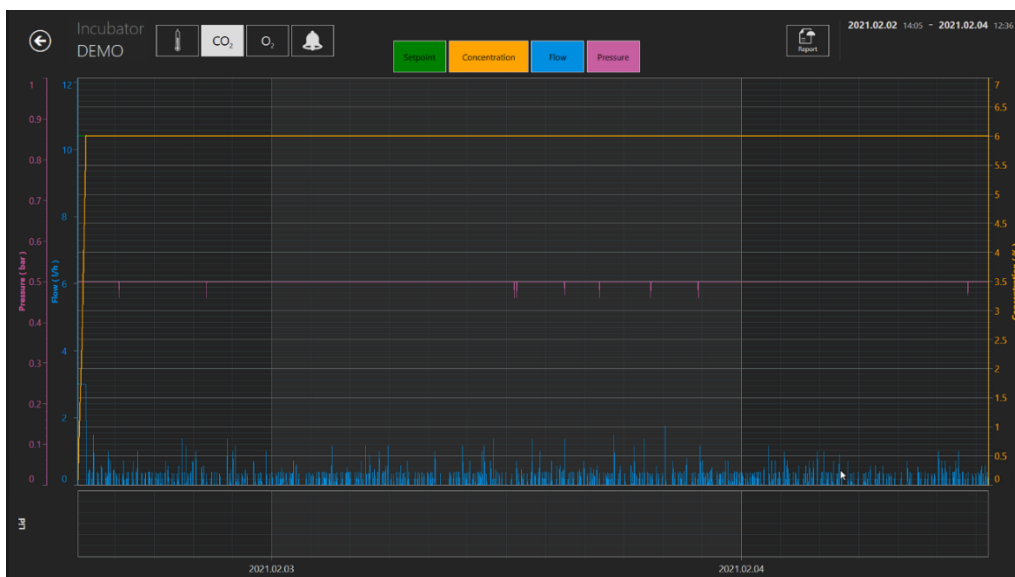 Incubator
DEMO
CO₂
O₂
Setpoint
Concentration
Flow
Pressure
Report
2021.02.02 14:05 - 2021.02.04 12:36
Pressure ( bar )
1
0.9
0.8
0.7
0.6
0.5
0.4
0.3
0.2
0.1
0
Flow ( l/h )
12
10
8
6
4
2
0
7
6.5
6
5.5
5
4.5
4
3.5
3
2.5
2
1.5
1
0.5
0
Concentration ( % )
Lid
2021.02.03
2021.02.04